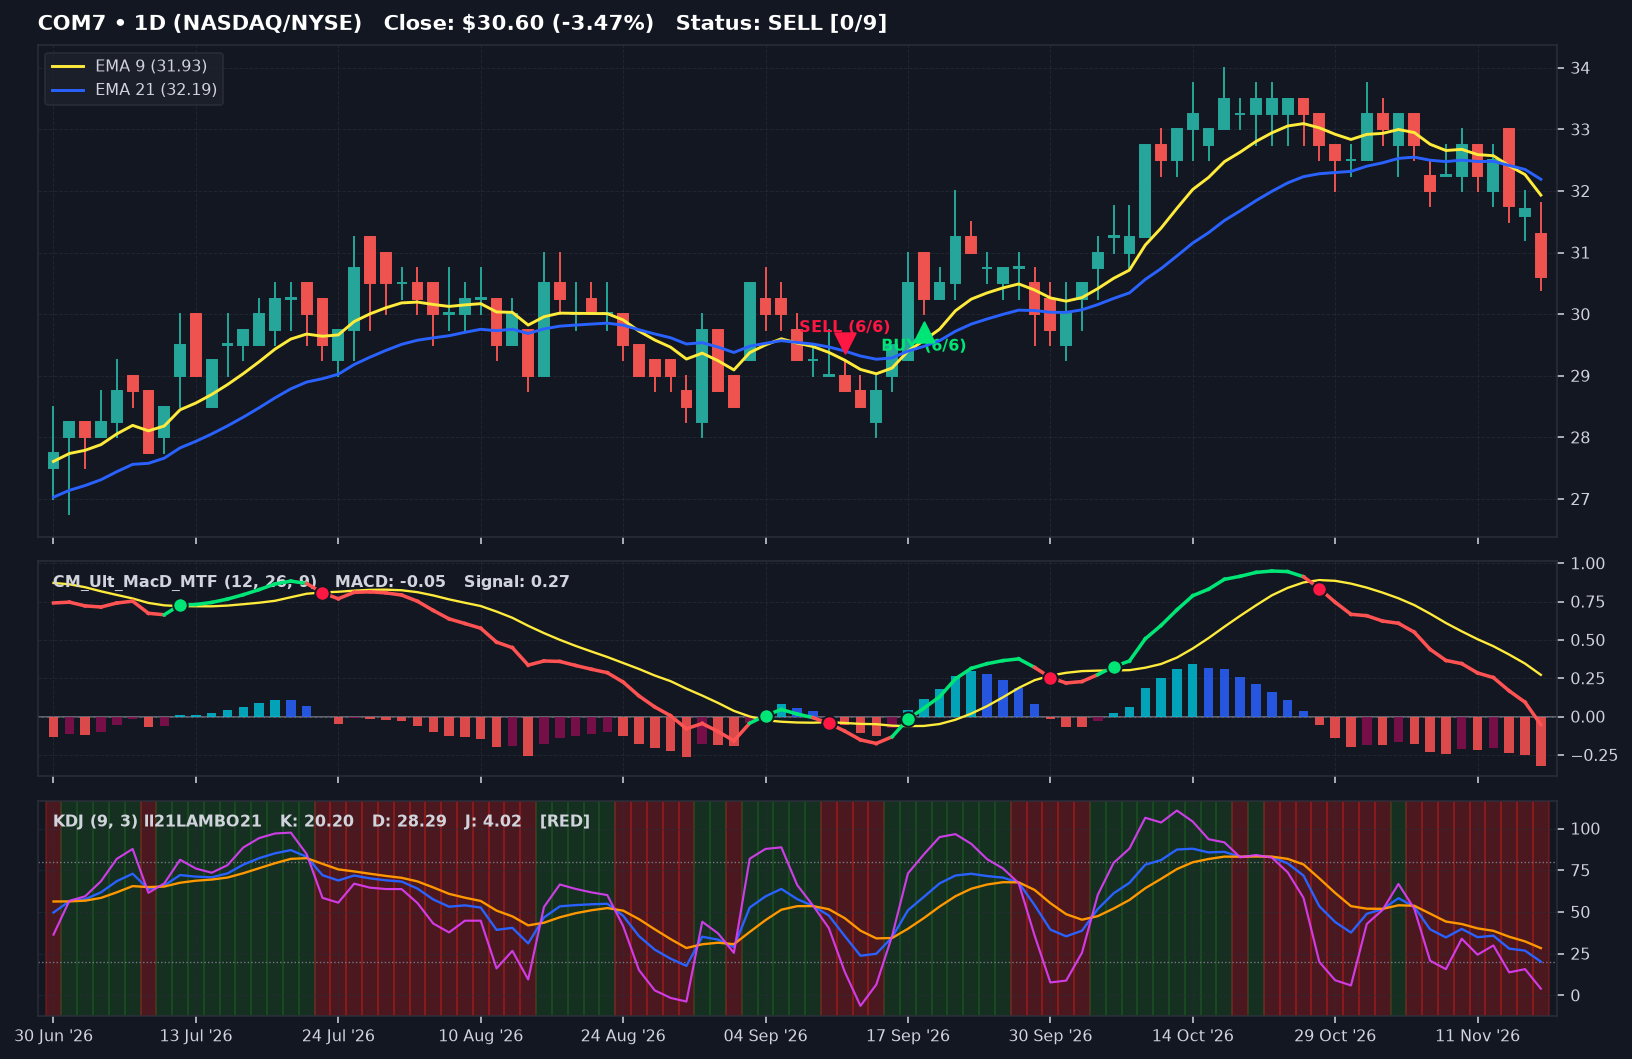 COM7 • 1D (NASDAQ/NYSE)   Close: $30.60 (-3.47%)   Status: SELL [0/9]
EMA 9 (31.93)
EMA 21 (32.19)
34
33
32
31
30
29
28
27
SELL (6/6)
BUY (6/6)
CM_Ult_MacD_MTF (12, 26, 9)   MACD: -0.05   Signal: 0.27
1.00
0.75
0.50
0.25
0.00
−0.25
KDJ (9, 3) II21LAMBO21   K: 20.20   D: 28.29   J: 4.02   [RED]
100
75
50
25
0
30 Jun '26   13 Jul '26   24 Jul '26   10 Aug '26   24 Aug '26   04 Sep '26   17 Sep '26   30 Sep '26   14 Oct '26   29 Oct '26   11 Nov '26